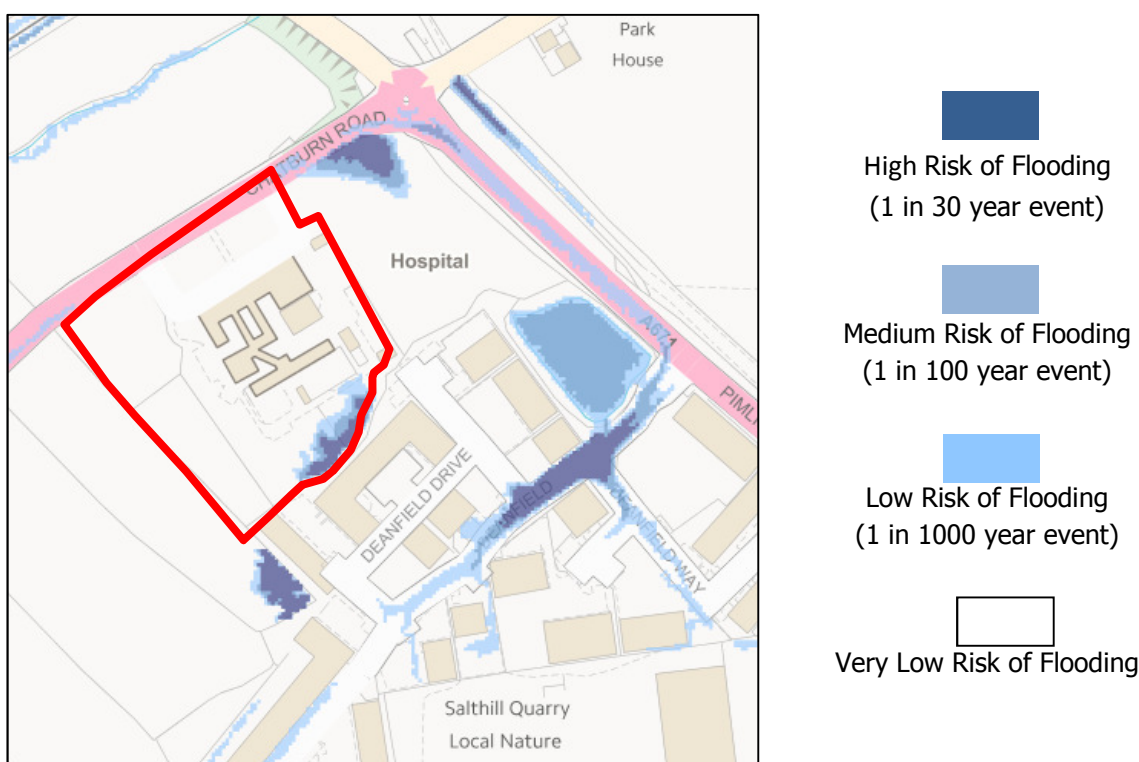 Park
House
CHATBURN ROAD
Hospital
A671
PIMLI
DEANFIELD DRIVE
DEANFIELD
DEANFIELD WAY
Salthill Quarry
Local Nature
High Risk of Flooding
(1 in 30 year event)
Medium Risk of Flooding
(1 in 100 year event)
Low Risk of Flooding
(1 in 1000 year event)
Very Low Risk of Flooding